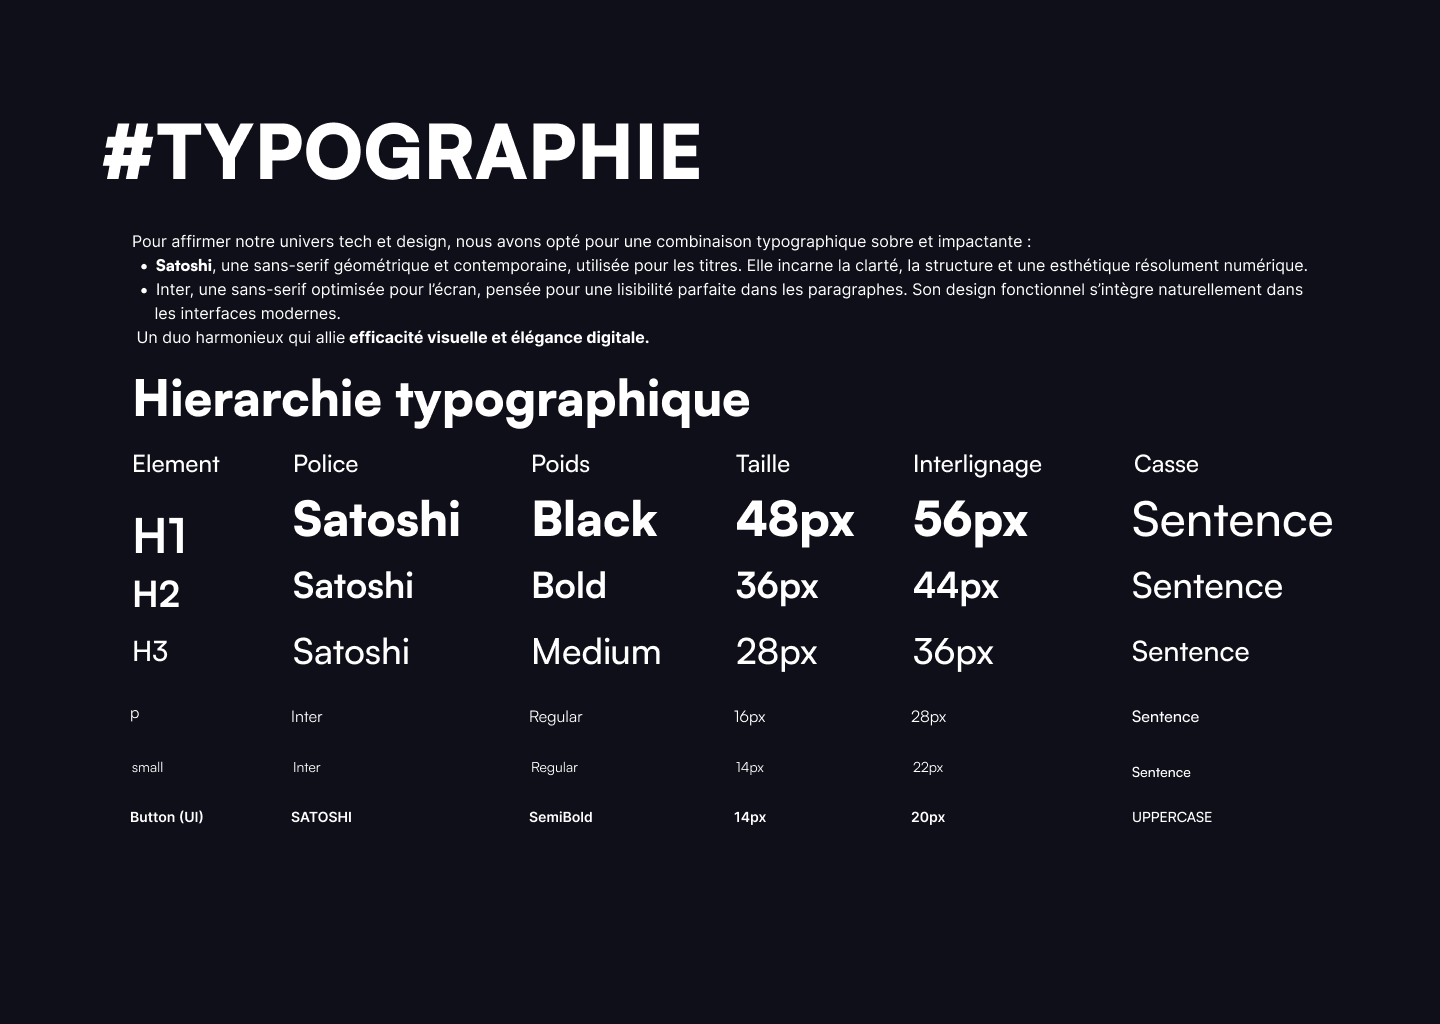 #TYPOGRAPHIE
Pour affirmer notre univers tech et design, nous avons opté pour une combinaison typographique sobre et impactante :
• Satoshi, une sans-serif géométrique et contemporaine, utilisée pour les titres. Elle incarne la clarté, la structure et une esthétique résolument numérique.
• Inter, une sans-serif optimisée pour l’écran, pensée pour une lisibilité parfaite dans les paragraphes. Son design fonctionnel s’intègre naturellement dans
les interfaces modernes.
Un duo harmonieux qui allie efficacité visuelle et élégance digitale.
Hierarchie typographique
Element Police Poids Taille Interlignage Casse
H1 Satoshi Black 48px 56px Sentence
H2 Satoshi Bold 36px 44px Sentence
H3 Satoshi Medium 28px 36px Sentence
p Inter Regular 16px 28px Sentence
small Inter Regular 14px 22px Sentence
Button (UI) SATOSHI SemiBold 14px 20px UPPERCASE